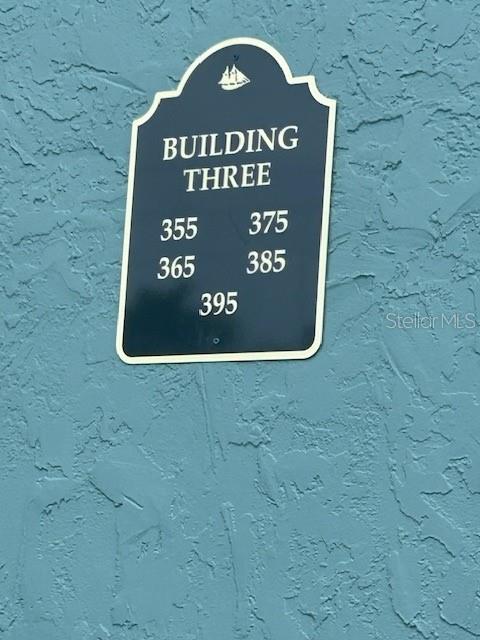 BUILDING
THREE
355 375
365 385
395
Stellar MLS